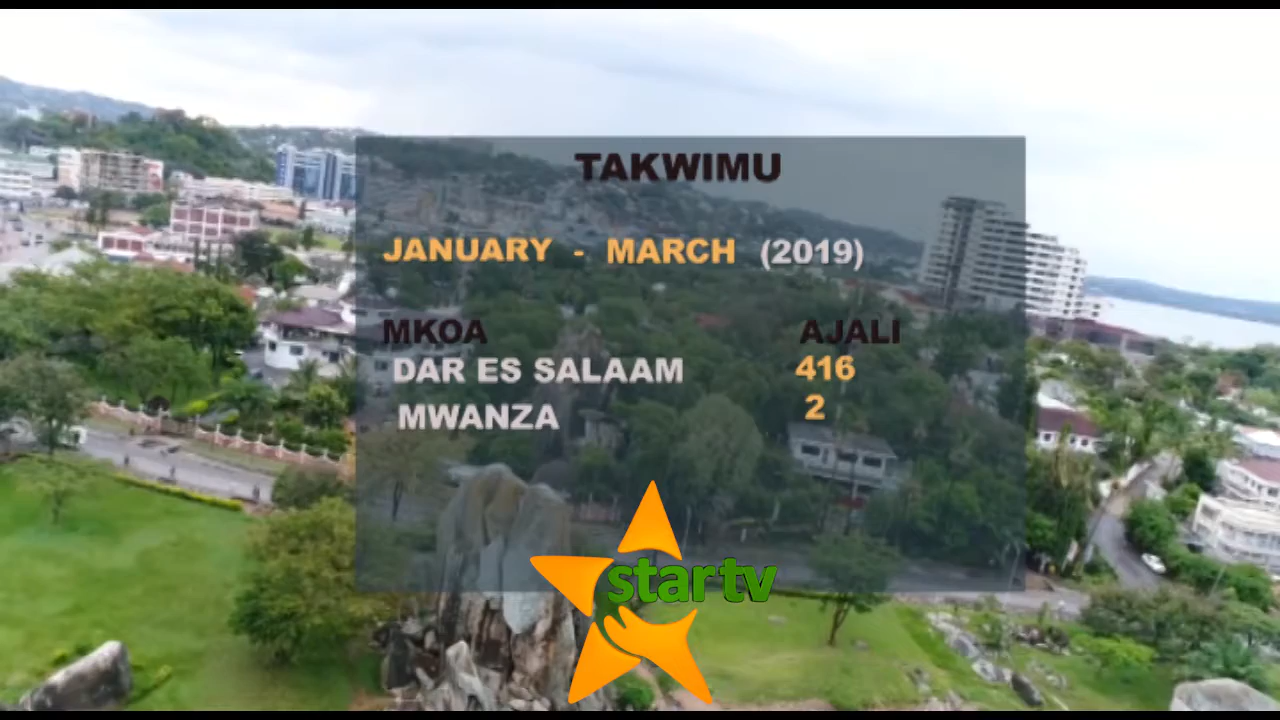 TAKWIMU
JANUARY - MARCH (2019)
MKOA AJALI
DAR ES SALAAM 416
MWANZA 2
startv